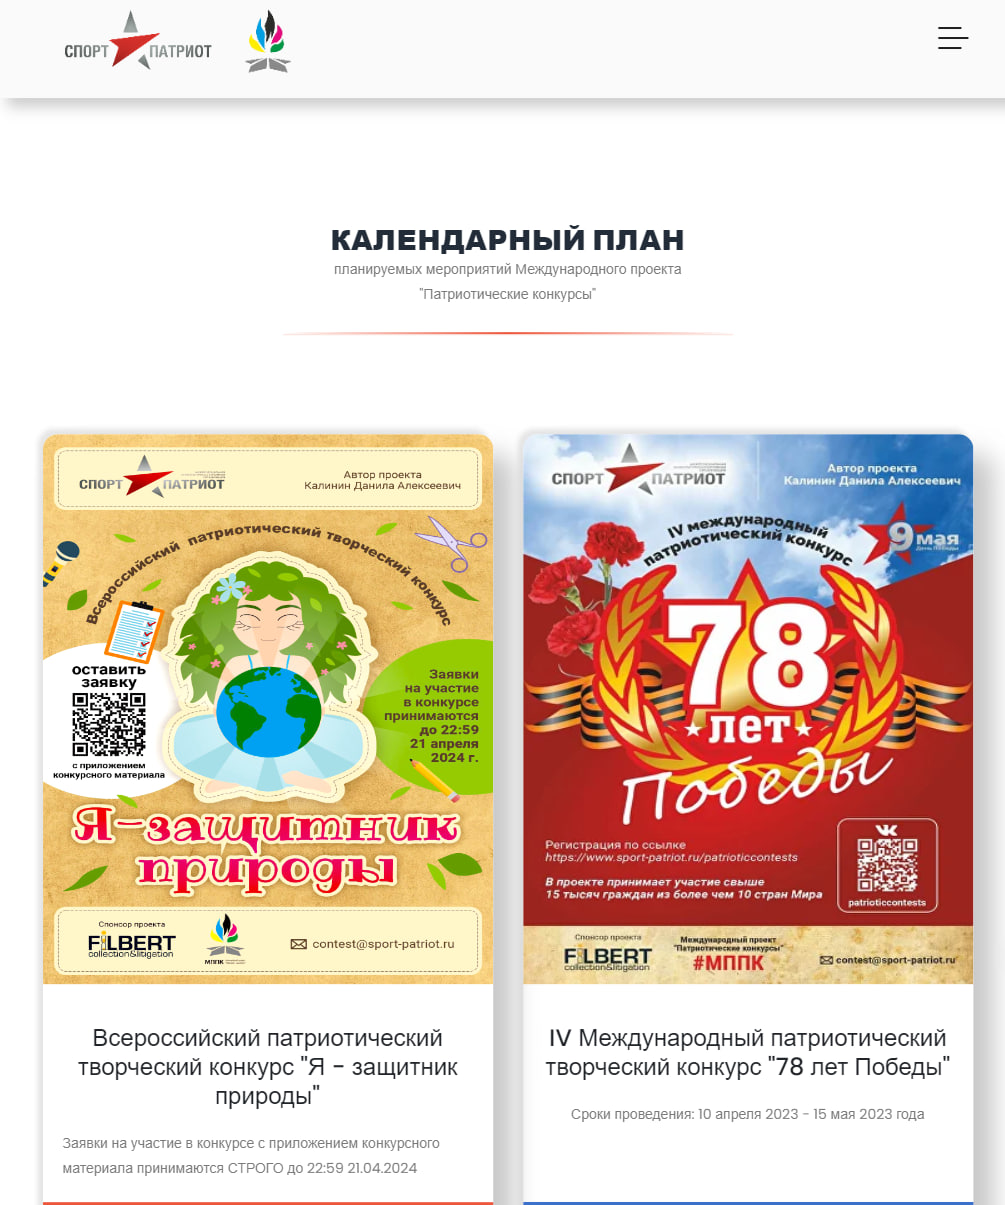 СПОРТ ПАТРИОТ
КАЛЕНДАРНЫЙ ПЛАН
планируемых мероприятий Международного проекта
"Патриотические конкурсы"
СПОРТ ПАТРИОТ
Автор проекта
Калинин Данила Алексеевич
Всероссийский патриотический творческий конкурс
оставить
заявку
с приложением
конкурсного материала
Заявки
на участие
в конкурсе
принимаются
до 22:59
21 апреля
2024 г.
Я-защитник
природы
Спонсор проекта
FILBERT
collection&litigation
МППК
contest@sport-patriot.ru
Всероссийский патриотический
творческий конкурс "Я - защитник
природы"
Заявки на участие в конкурсе с приложением конкурсного
материала принимаются СТРОГО до 22:59 21.04.2024
СПОРТ ПАТРИОТ
Автор проекта
Калинин Данила Алексеевич
IV международный
патриотический конкурс
9 мая
День Победы
78
лет
Победы
Регистрация по ссылке
https://www.sport-patriot.ru/patrioticcontests
В проекте принимает участие свыше
15 тысяч граждан из более чем 10 стран Мира
patrioticcontests
Спонсор проекта
FILBERT
collection&litigation
Международный проект
"Патриотические конкурсы"
#МППК
contest@sport-patriot.ru
IV Международный патриотический
творческий конкурс "78 лет Победы"
Сроки проведения: 10 апреля 2023 - 15 мая 2023 года